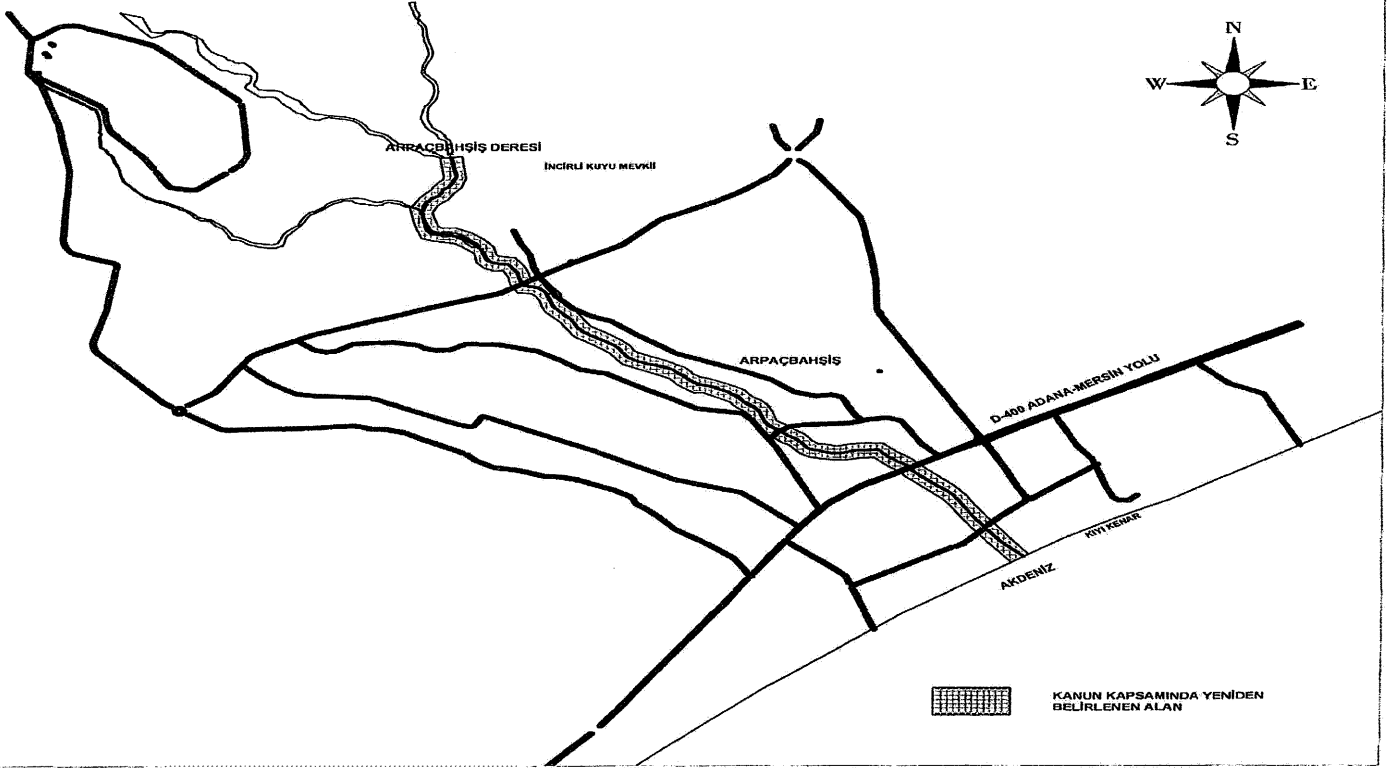 N
W
E
S
ARPAÇBAHŞİŞ DERESİ
İNCİRLİ KUYU MEVKİİ
ARPAÇBAHŞİŞ
D-400 ADANA-MERSİN YOLU
KIYI KENAR
AKDENİZ
KANUN KAPSAMINDA YENİDEN
BELİRLENEN ALAN